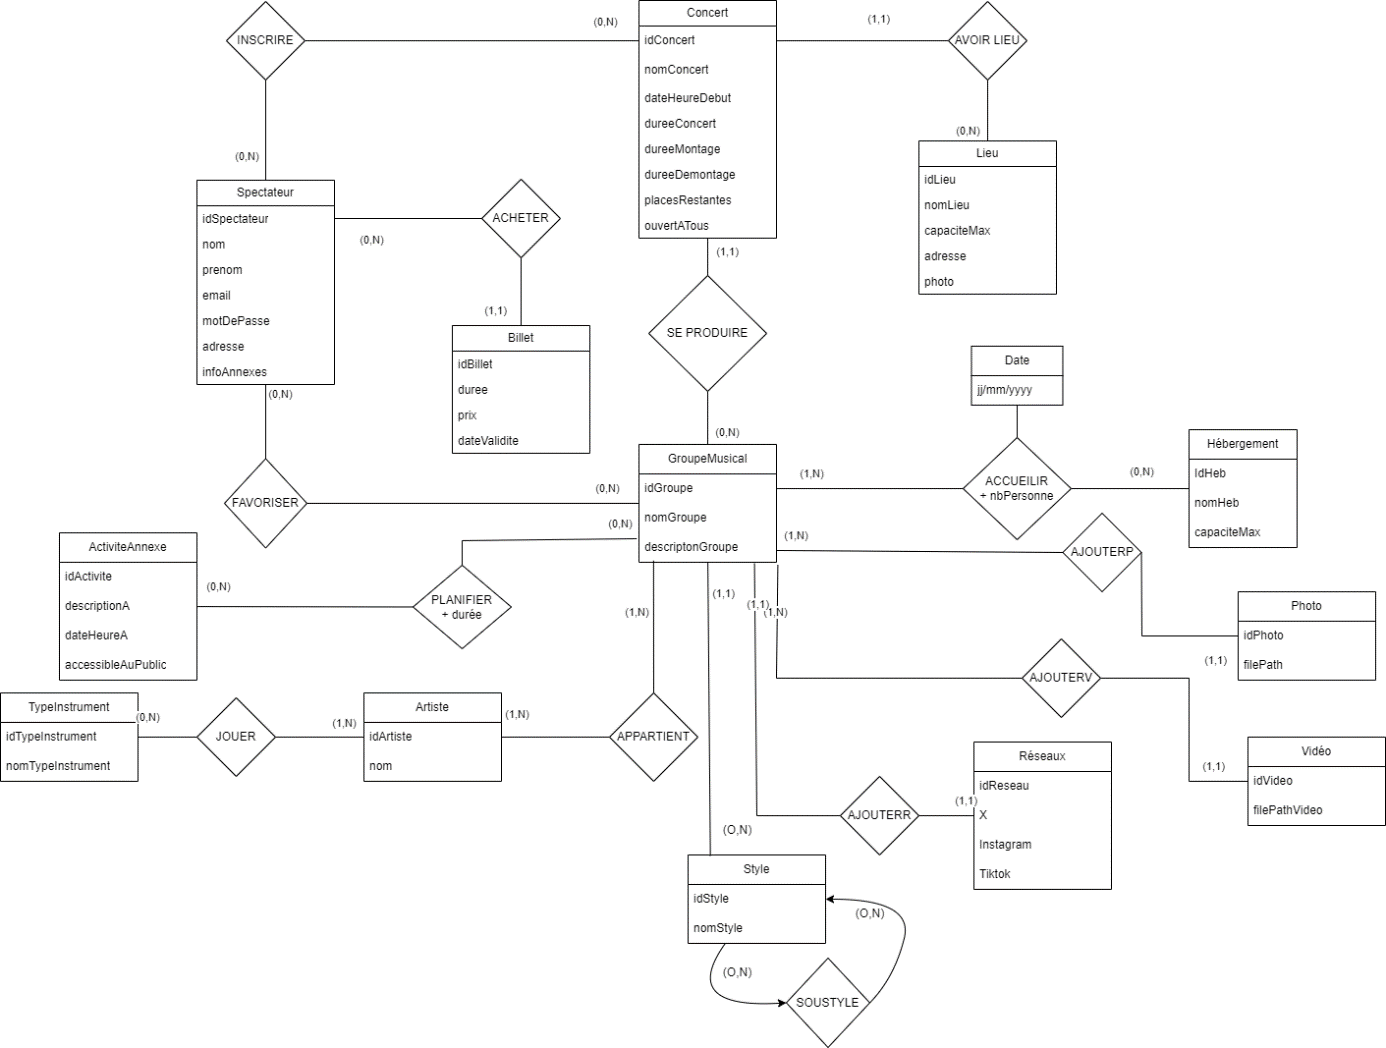 INSCRIRE
(0,N)
Concert
idConcert
nomConcert
dateHeureDebut
dureeConcert
dureeMontage
dureeDemontage
placesRestantes
ouvertATous
(1,1)
AVOIR LIEU
(0,N)
Lieu
idLieu
nomLieu
capaciteMax
adresse
photo
(0,N)
Spectateur
idSpectateur
nom
prenom
email
motDePasse
adresse
infoAnnexes
(0,N)
ACHETER
(1,1)
Billet
idBillet
duree
prix
dateValidite
(1,1)
SE PRODUIRE
(0,N)
Date
jj/mm/yyyy
(0,N)
FAVORISER
(0,N)
GroupeMusical
idGroupe
nomGroupe
descriptonGroupe
(1,N)
ACCUEILIR
+ nbPersonne
(0,N)
Hébergement
IdHeb
nomHeb
capaciteMax
(0,N)
ActiviteAnnexe
idActivite
descriptionA
dateHeureA
accessibleAuPublic
(0,N)
PLANIFIER
+ durée
(1,N)
AJOUTERP
Photo
idPhoto
filePath
(1,1)
(1,N)
(1,1)
(1,1)
(1,N)
AJOUTERV
(1,1)
Vidéo
idVideo
filePathVideo
TypeInstrument
idTypeInstrument
nomTypeInstrument
(0,N)
JOUER
(1,N)
Artiste
idArtiste
nom
(1,N)
APPARTIENT
AJOUTERR
(1,1)
Réseaux
idReseau
X
Instagram
Tiktok
(O,N)
Style
idStyle
nomStyle
(O,N)
(O,N)
SOUSTYLE